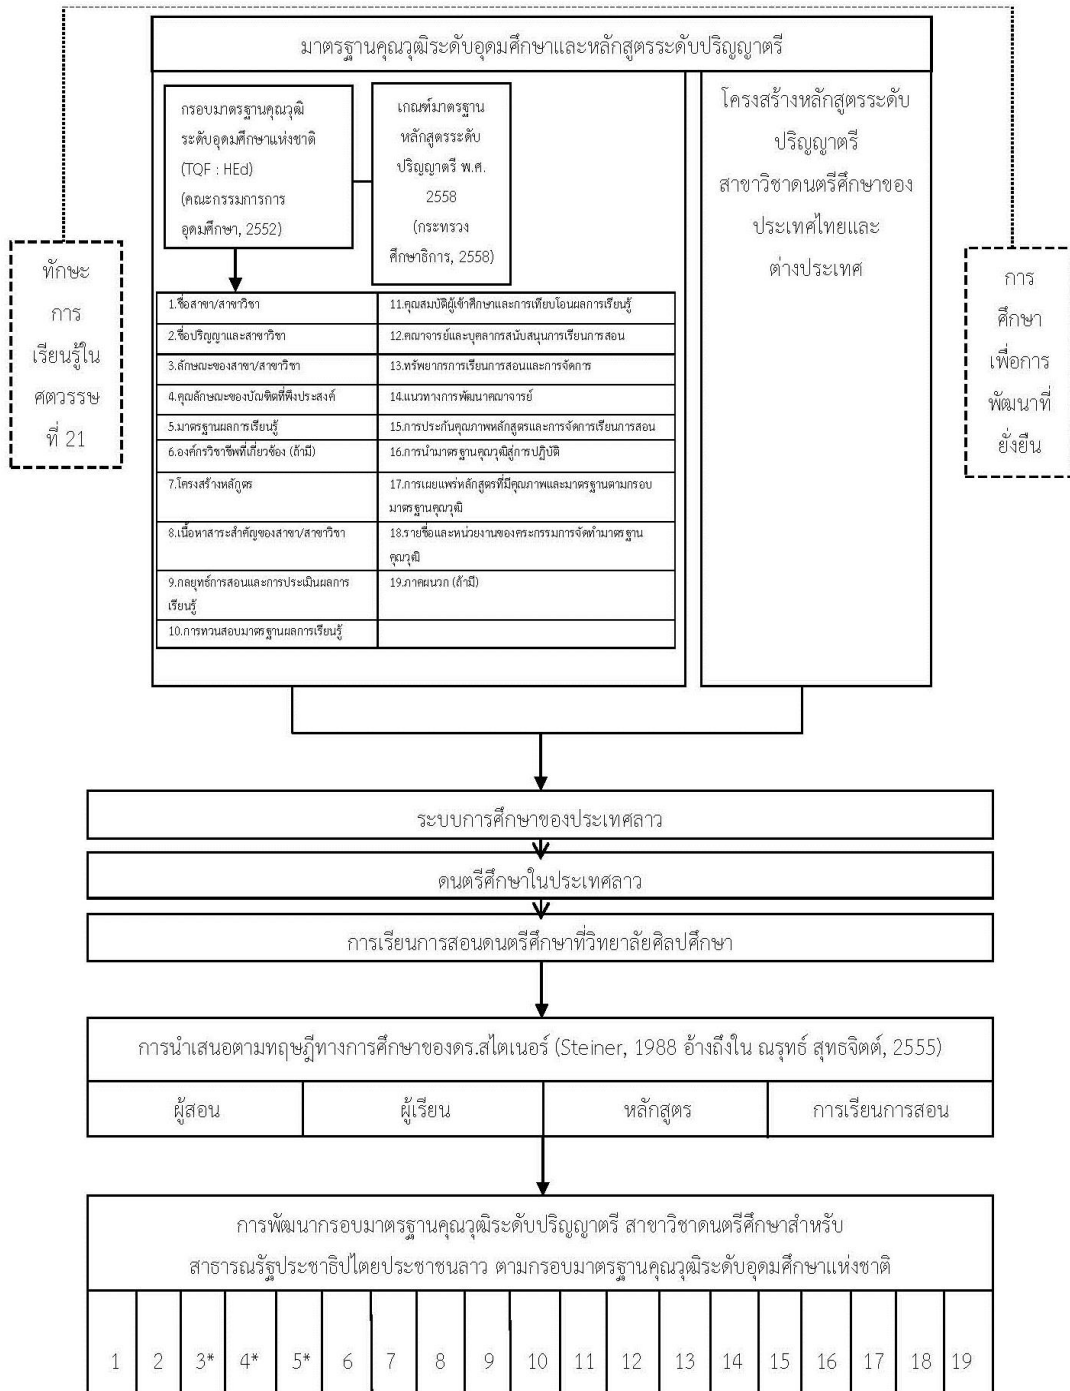 มาตรฐานคุณวุฒิระดับอุดมศึกษาและหลักสูตรระดับปริญญาตรี
กรอบมาตรฐานคุณวุฒิ
ระดับอุดมศึกษาแห่งชาติ
(TQF : HEd)
(คณะกรรมการการ
อุดมศึกษา, 2552)
เกณฑ์มาตรฐาน
หลักสูตรระดับ
ปริญญาตรี พ.ศ.
2558
(กระทรวง
ศึกษาธิการ, 2558)
โครงสร้างหลักสูตรระดับ
ปริญญาตรี
สาขาวิชาดนตรีศึกษาของ
ประเทศไทยและ
ต่างประเทศ
ทักษะ
การ
เรียนรู้ใน
ศตวรรษ
ที่ 21
การ
ศึกษา
เพื่อการ
พัฒนาที่
ยั่งยืน
1.ชื่อสาขา/สาขาวิชา
11.คุณสมบัติผู้เข้าศึกษาและการเทียบโอนผลการเรียนรู้
2.ชื่อปริญญาและสาขาวิชา
12.คณาจารย์และบุคลากรสนับสนุนการเรียนการสอน
3.ลักษณะของสาขา/สาขาวิชา
13.ทรัพยากรการเรียนการสอนและการจัดการ
4.คุณลักษณะของบัณฑิตที่พึงประสงค์
14.แนวทางการพัฒนาคณาจารย์
5.มาตรฐานผลการเรียนรู้
15.การประกันคุณภาพหลักสูตรและการจัดการเรียนการสอน
6.องค์กรวิชาชีพที่เกี่ยวข้อง (ถ้ามี)
16.การนำมาตรฐานคุณวุฒิสู่การปฏิบัติ
7.โครงสร้างหลักูตร
17.การเผยแพร่หลักสูตรที่มีคุณภาพและมาตรฐานตามกรอบ
มาตรฐานคุณวุฒิ
8.เนื้อหาสาระสำคัญของสาขา/สาขาวิชา
18.รายชื่อและหน่วยงานของคระกรรมการจัดทำมาตรฐาน
คุณวุฒิ
9.กลยุทธ์การสอนและการประเมินผลการ
เรียนรู้
19.ภาคผนวก (ถ้ามี)
10.การทวนสอบมาตรฐานผลการเรียนรู้
ระบบการศึกษาของประเทศลาว
ดนตรีศึกษาในประเทศลาว
การเรียนการสอนดนตรีศึกษาที่วิทยาลัยศิลปศึกษา
การนำเสนอตามทฤษฎีทางการศึกษาของดร.สไตเนอร์ (Steiner, 1988 อ้างถึงใน ณรุทธ์ สุทธจิตต์, 2555)
ผู้สอน ผู้เรียน หลักสูตร การเรียนการสอน
การพัฒนากรอบมาตรฐานคุณวุฒิระดับปริญญาตรี สาขาวิชาดนตรีศึกษาสำหรับ
สาธารณรัฐประชาธิปไตยประชาชนลาว ตามกรอบมาตรฐานคุณวุฒิระดับอุดมศึกษาแห่งชาติ
1 2 3* 4* 5* 6 7 8 9 10 11 12 13 14 15 16 17 18 19